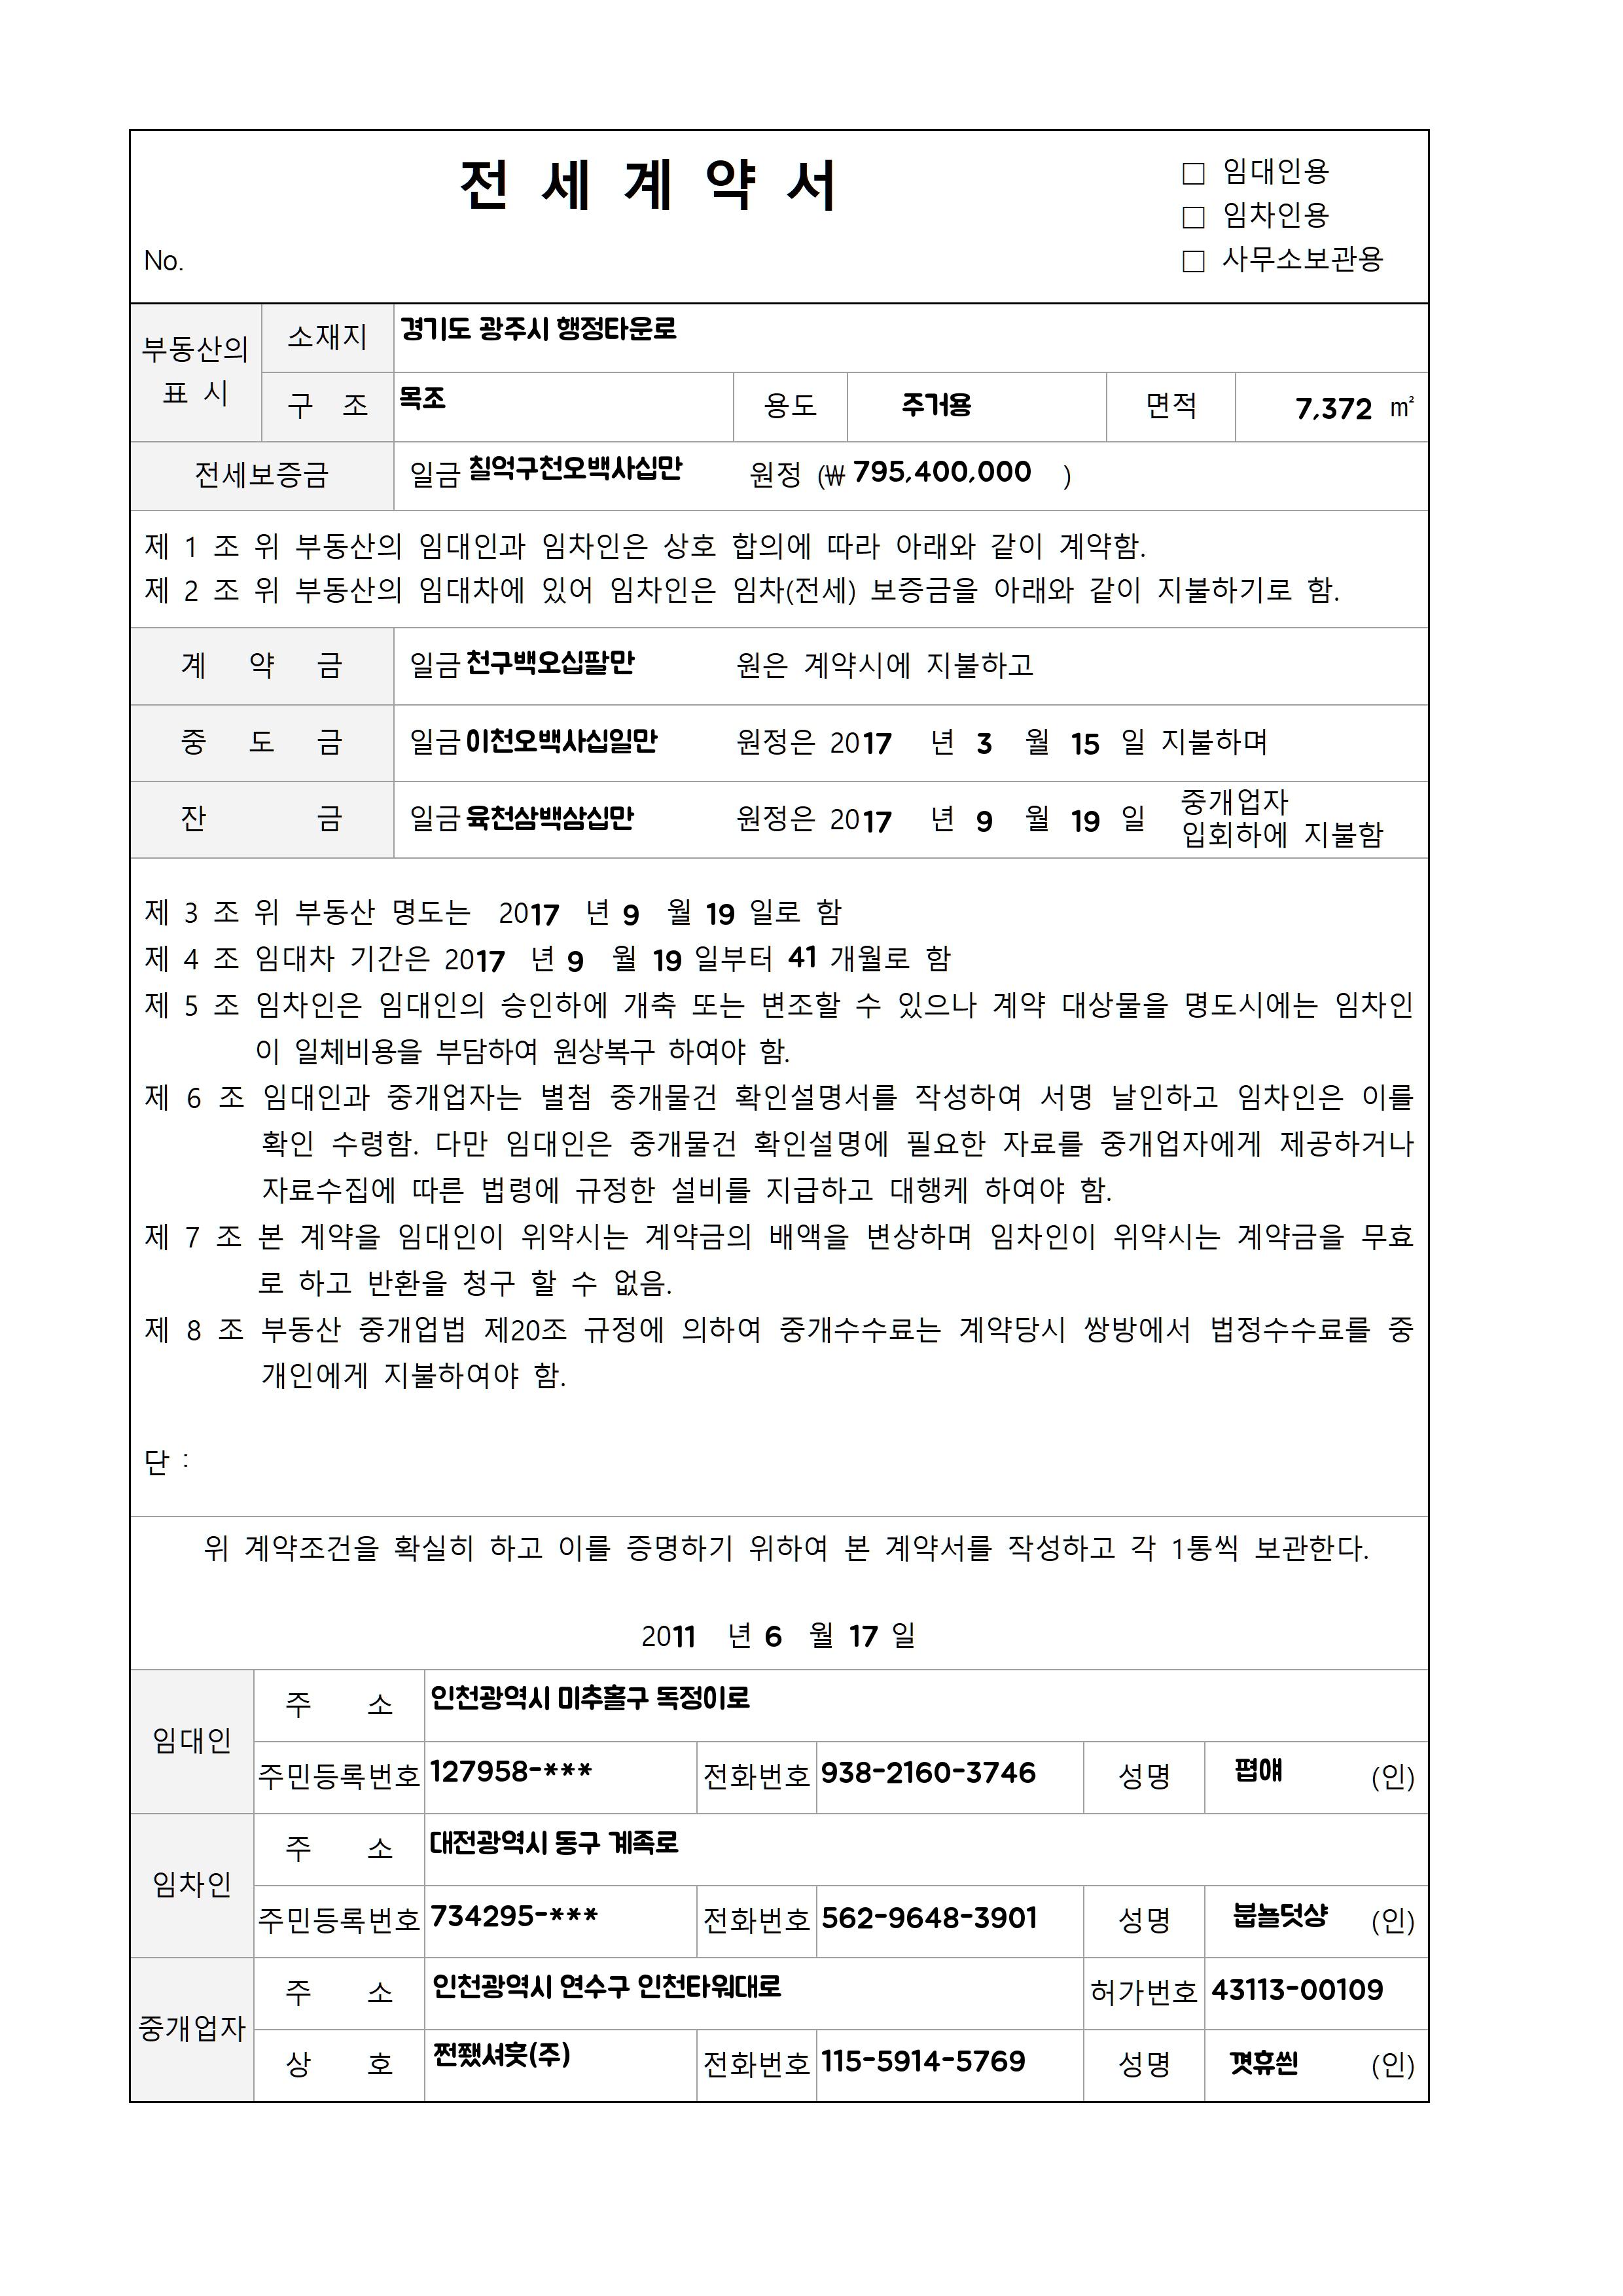 전 세 계 약 서
□ 임대인용
□ 임차인용
□ 사무소보관용
No.
부동산의 표 시
소재지 경기도 광주시 행정타운로
구 조 목조 용도 주거용 면적 7,372 ㎡
전세보증금 일금 칠억구천오백사십만 원정 (₩ 795,400,000 )
제 1 조 위 부동산의 임대인과 임차인은 상호 합의에 따라 아래와 같이 계약함.
제 2 조 위 부동산의 임대차에 있어 임차인은 임차(전세) 보증금을 아래와 같이 지불하기로 함.
계 약 금 일금 천구백오십팔만 원은 계약시에 지불하고
중 도 금 일금 이천오백사십일만 원정은 2017 년 3 월 15 일 지불하며
잔 금 일금 육천삼백삼십만 원정은 2017 년 9 월 19 일 중개업자
입회하에 지불함
제 3 조 위 부동산 명도는 2017 년 9 월 19 일로 함
제 4 조 임대차 기간은 2017 년 9 월 19 일부터 41 개월로 함
제 5 조 임차인은 임대인의 승인하에 개축 또는 변조할 수 있으나 계약 대상물을 명도시에는 임차인
이 일체비용을 부담하여 원상복구 하여야 함.
제 6 조 임대인과 중개업자는 별첨 중개물건 확인설명서를 작성하여 서명 날인하고 임차인은 이를
확인 수령함. 다만 임대인은 중개물건 확인설명에 필요한 자료를 중개업자에게 제공하거나
자료수집에 따른 법령에 규정한 설비를 지급하고 대행케 하여야 함.
제 7 조 본 계약을 임대인이 위약시는 계약금의 배액을 변상하며 임차인이 위약시는 계약금을 무효
로 하고 반환을 청구 할 수 없음.
제 8 조 부동산 중개업법 제20조 규정에 의하여 중개수수료는 계약당시 쌍방에서 법정수수료를 중
개인에게 지불하여야 함.
단 :
위 계약조건을 확실히 하고 이를 증명하기 위하여 본 계약서를 작성하고 각 1통씩 보관한다.
2011 년 6 월 17 일
임대인
주 소 인천광역시 미추홀구 독정이로
주민등록번호 127958-*** 전화번호 938-2160-3746 성명 폅얘 (인)
임차인
주 소 대전광역시 동구 계족로
주민등록번호 734295-*** 전화번호 562-9648-3901 성명 (인)
중개업자
주 소 인천광역시 연수구 인천타워대로 허가번호 43113-00109
상 호 전화번호 115-5914-5769 성명 (인)